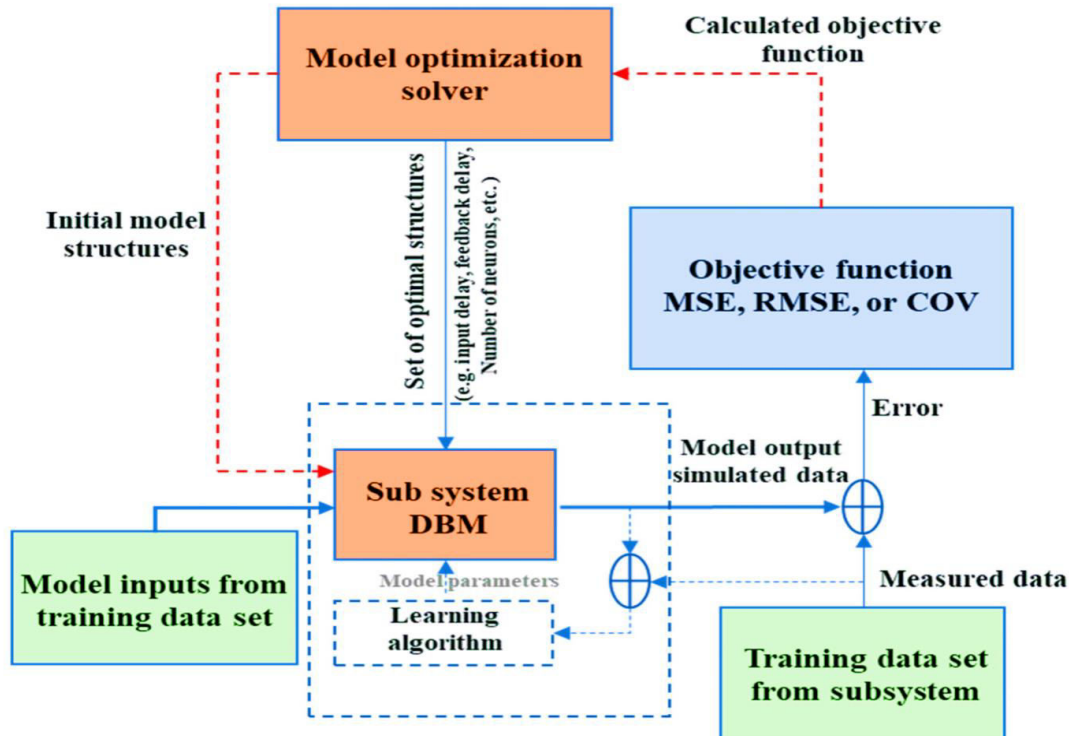 Model optimization
solver
Calculated objective
function
Initial model
structures
Set of optimal structures
(e.g. input delay, feedback delay,
Number of neurons, etc.)
Objective function
MSE, RMSE, or COV
Error
Model output
simulated data
Sub system
DBM
Model inputs from
training data set
Model parameters
Learning
algorithm
Measured data
Training data set
from subsystem